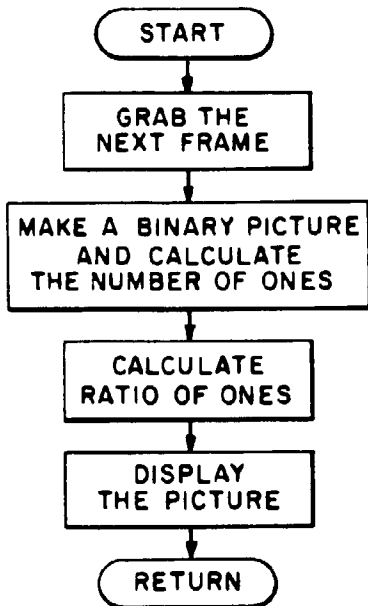 START
GRAB THE
NEXT FRAME
MAKE A BINARY PICTURE
AND CALCULATE
THE NUMBER OF ONES
CALCULATE
RATIO OF ONES
DISPLAY
THE PICTURE
RETURN